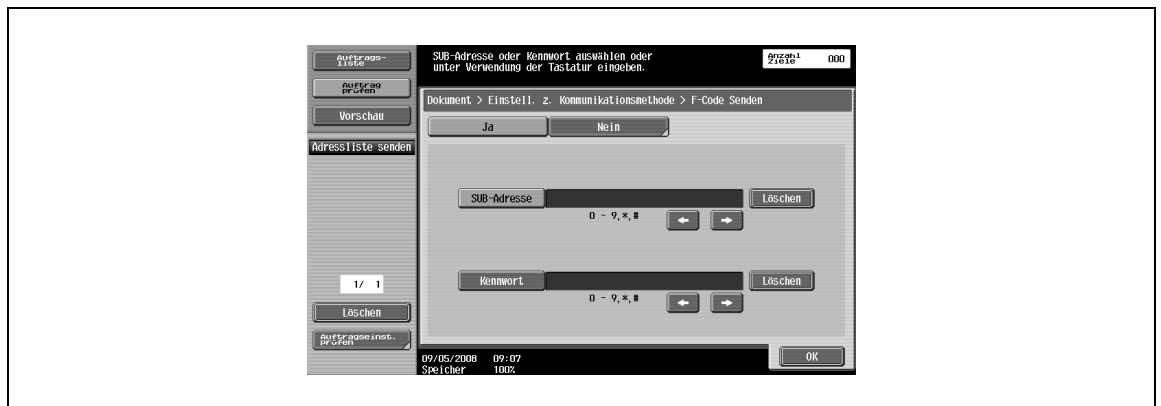 Auftrags-
liste
Auftrag
prüfen
Vorschau
Adressliste senden
1/ 1
Löschen
Auftragseinst.
prüfen
SUB-Adresse oder Kennwort auswählen oder
unter Verwendung der Tastatur eingeben.
Anzahl
Ziele 000
Dokument > Einstell. z. Kommunikationsmethode > F-Code Senden
Ja Nein
SUB-Adresse Löschen
0 - 9,*,#
Kennwort Löschen
0 - 9,*,#
09/05/2008 09:07
Speicher 100%
OK